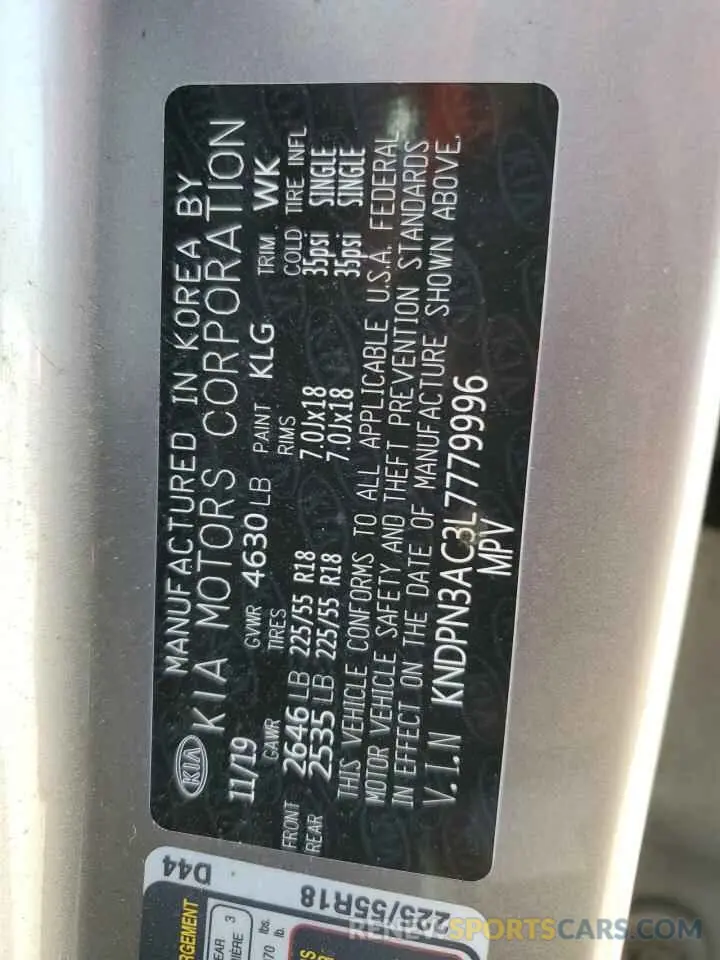 MANUFACTURED IN KOREA BY
KIA
KIA MOTORS CORPORATION
11/19 GVWR 4630 LB PAINT KLG TRIM WK
GAWR TIRES RIMS COLD TIRE INFL
FRONT 2646 LB 225/55 R18 7.0Jx18 35psi SINGLE
REAR 2535 LB 225/55 R18 7.0Jx18 35psi SINGLE
THIS VEHICLE CONFORMS TO ALL APPLICABLE U.S.A. FEDERAL
MOTOR VEHICLE SAFETY AND THEFT PREVENTION STANDARDS
IN EFFECT ON THE DATE OF MANUFACTURE SHOWN ABOVE.
V.I.N KNDPN3AC3L7779996
MPV
D44
225/55R18
RENEWSPORTSCARS.COM